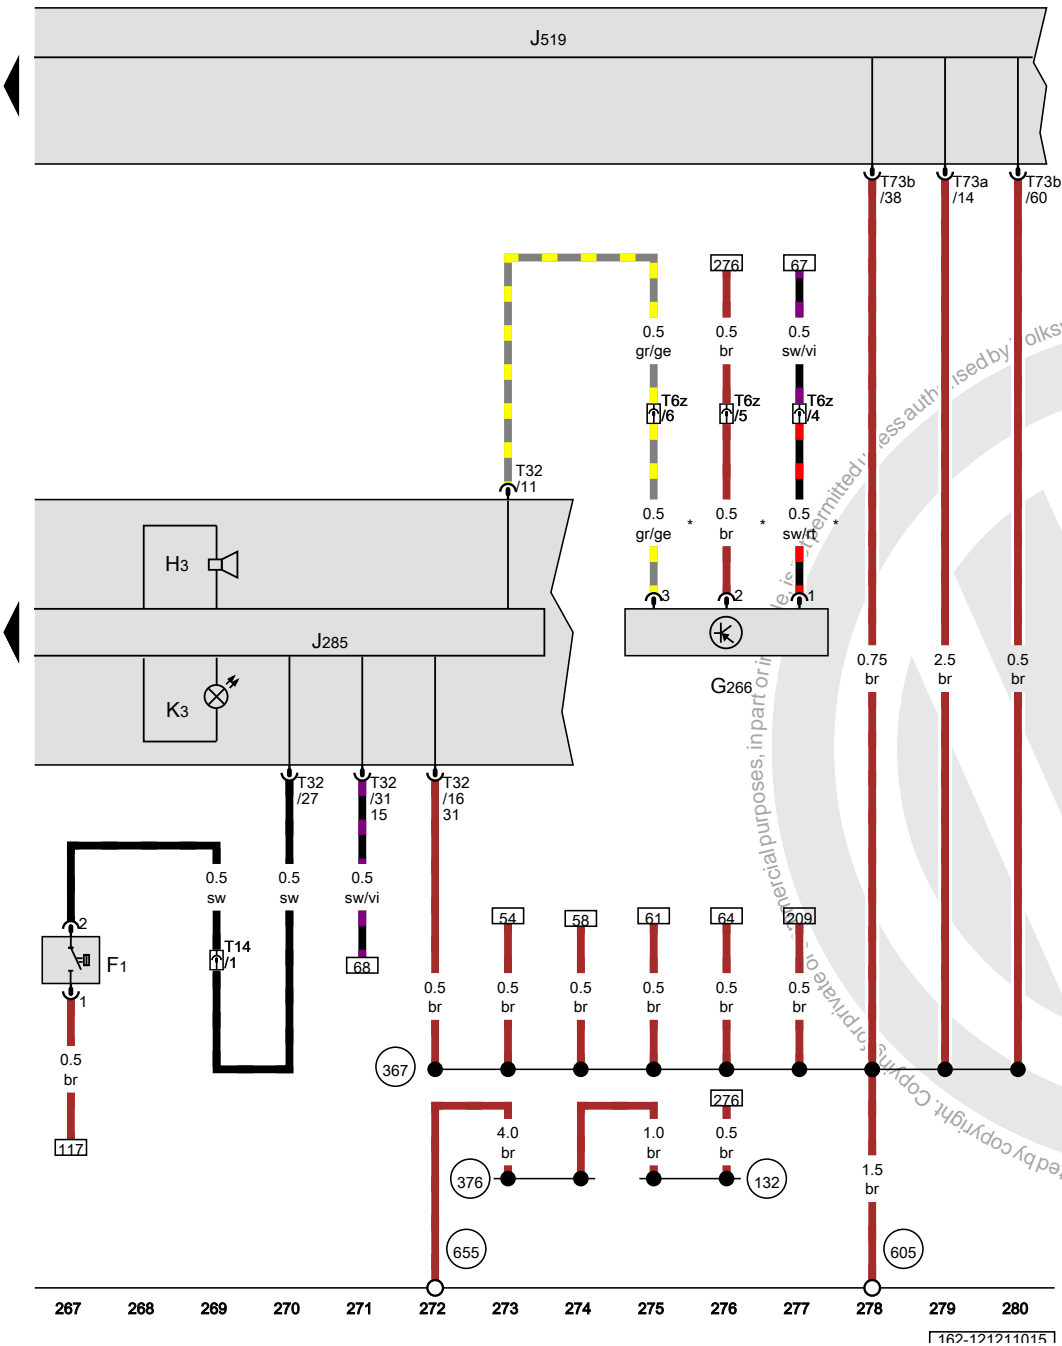 J519
T73b
/38
T73a
/14
T73b
/60
276
67
0.5
gr/ge
0.5
br
0.5
sw/vi
T6z
/6
T6z
/5
T6z
/4
T32
/11
0.5
gr/ge
*
0.5
br
*
0.5
sw/rt
*
H3
3
2
1
J285
G266
K3
0.75
br
2.5
br
0.5
br
T32
/27
T32
/31
15
T32
/16
31
0.5
sw
0.5
sw
0.5
sw/vi
2
F1
1
T14
/1
68
54
58
61
64
209
0.5
br
0.5
br
0.5
br
0.5
br
0.5
br
0.5
br
0.5
br
367
117
276
4.0
br
1.0
br
0.5
br
376
132
1.5
br
655
605
267 268 269 270 271 272 273 274 275 276 277 278 279 280
162-121211015